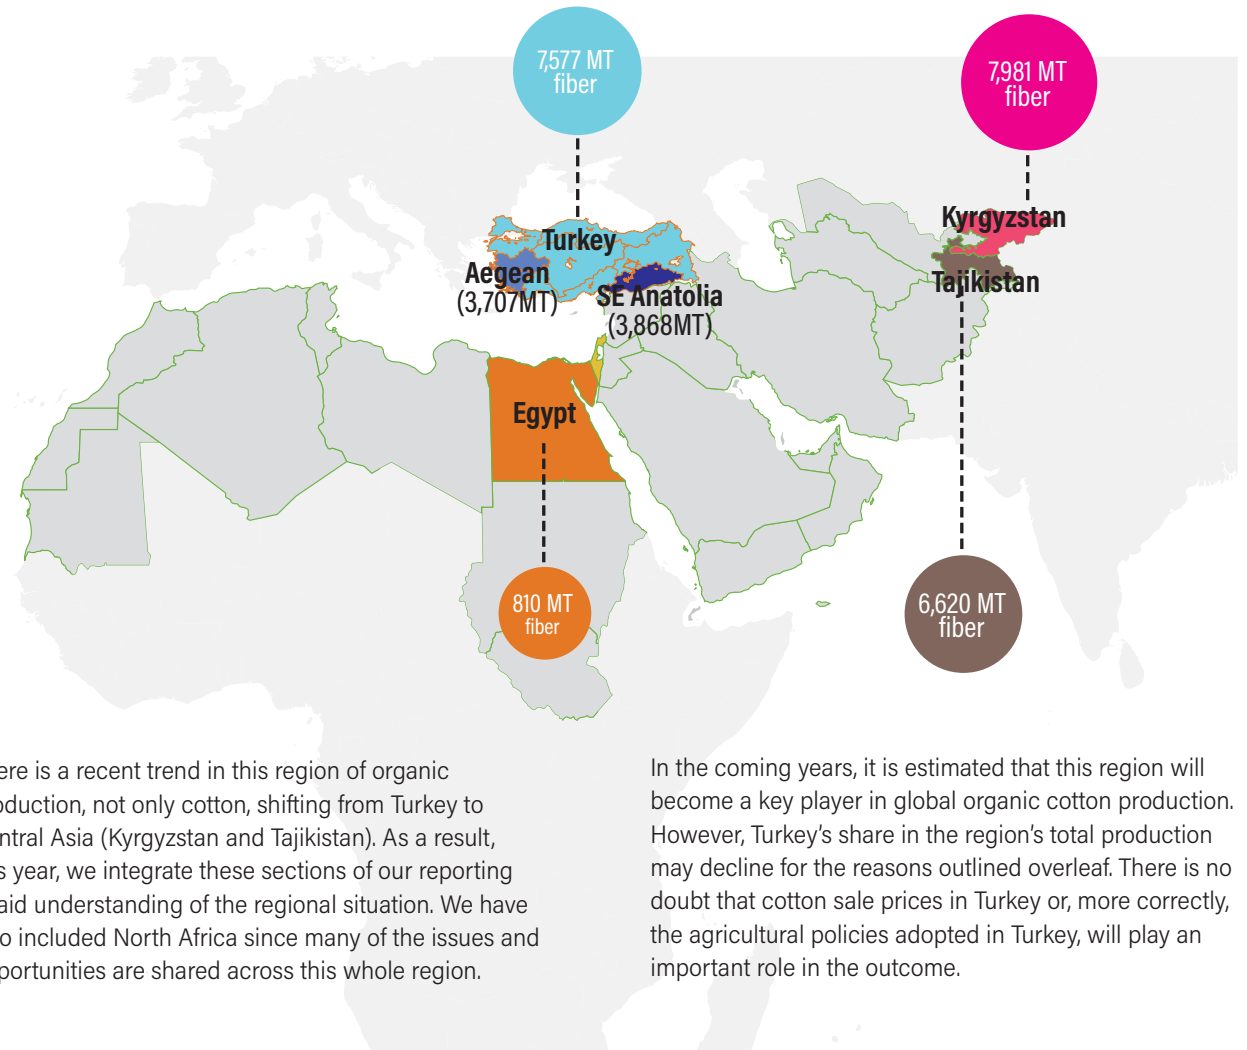 7,577 MT
fiber
7,981 MT
fiber
Kyrgyzstan
Turkey
Aegean
(3,707MT)
Tajikistan
SE Anatolia
(3,868MT)
Egypt
810 MT
fiber
6,620 MT
fiber
ere is a recent trend in this region of organic
oduction, not only cotton, shifting from Turkey to
ntral Asia (Kyrgyzstan and Tajikistan). As a result,
s year, we integrate these sections of our reporting
aid understanding of the regional situation. We have
o included North Africa since many of the issues and
portunities are shared across this whole region.
In the coming years, it is estimated that this region will
become a key player in global organic cotton production.
However, Turkey’s share in the region’s total production
may decline for the reasons outlined overleaf. There is no
doubt that cotton sale prices in Turkey or, more correctly,
the agricultural policies adopted in Turkey, will play an
important role in the outcome.